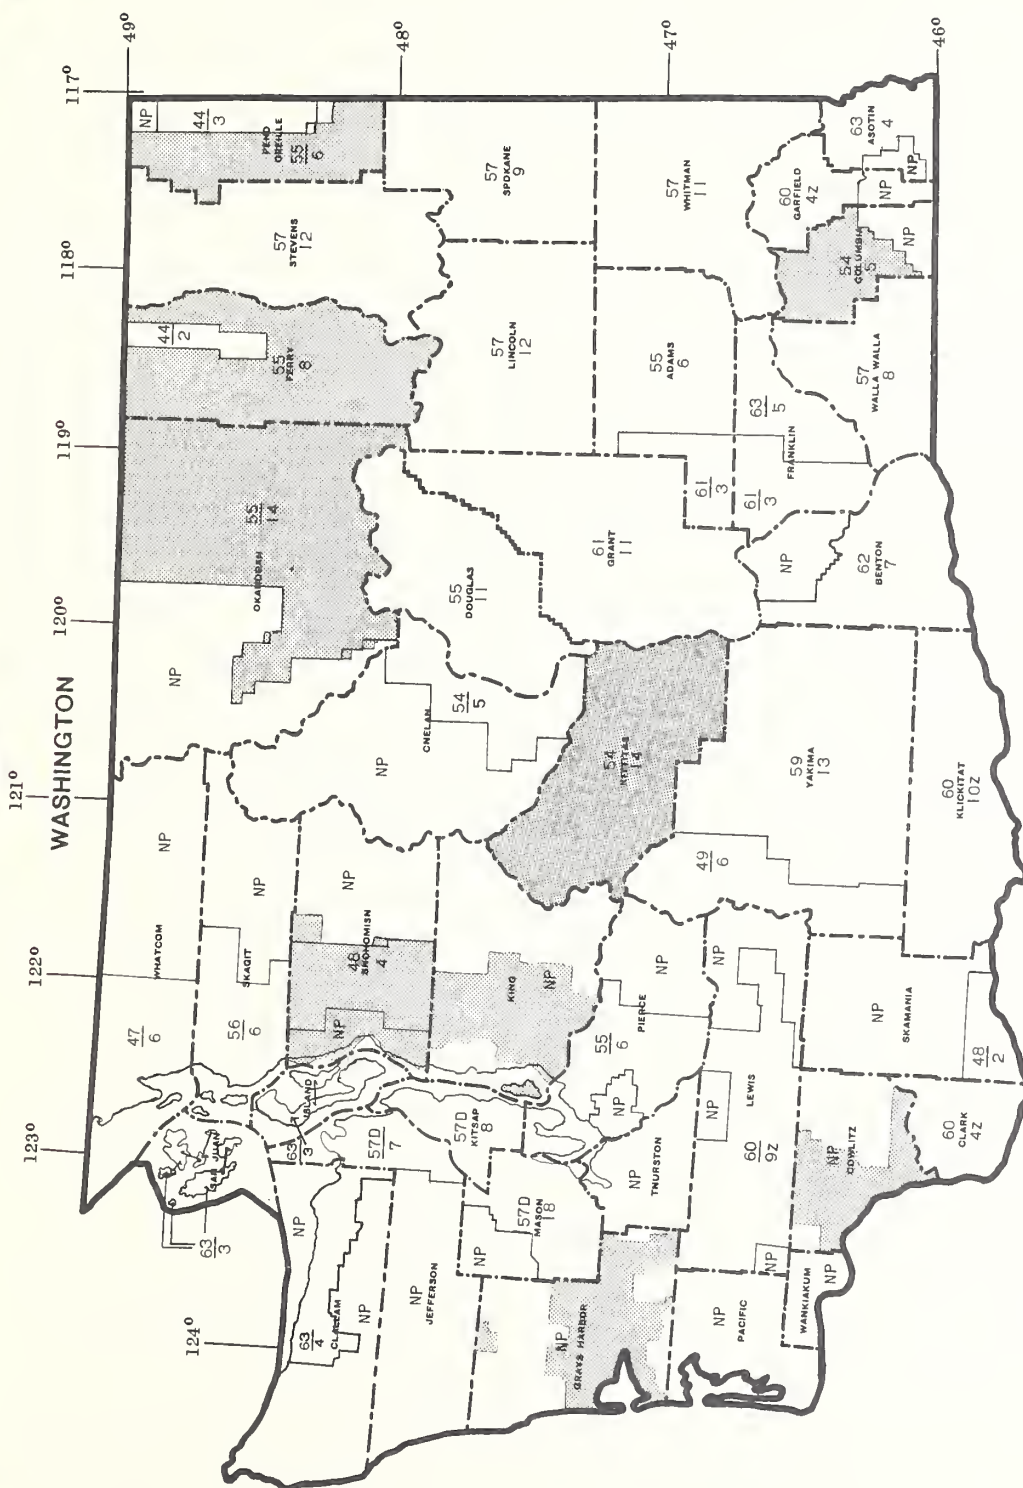 WASHINGTON
124°
123°
122°
121°
120°
119°
118°
117°
49°
48°
47°
46°
63
3
SAN JUAN
47
6
WHATCOM
NP
56
6
SKAGIT
NP
63
3
ISLAND
NP
48
SNOHOMISH
4
NP
NP
63
4
CLALLAM
NP
NP
JEFFERSON
57D
7
57D
KITSAP
8
NP
57D
MASON
18
NP
GRAYS HARBOR
KING
NP
55
6
PIERCE
NP
NP
NP
THURSTON
NP
LEWIS
60
9Z
NP
NP
PACIFIC
NP
WAHKIAKUM
NP
NP
COWLITZ
60
CLARK
4Z
NP
SKAMANIA
48
2
NP
CHELAN
54
5
54
KITTITAS
14
49
6
59
YAKIMA
13
60
KLICKITAT
10Z
NP
OKANOGAN
55
14
55
DOUGLAS
11
61
GRANT
11
61
3
NP
62
BENTON
7
44
2
55
FERRY
8
57
STEVENS
12
NP
44
3
PEND
OREILLE
55
6
57
LINCOLN
12
57
SPOKANE
9
55
ADAMS
6
57
WHITMAN
11
61
3
63
5
FRANKLIN
57
WALLA WALLA
8
54
COLUMBIA
5
NP
60
GARFIELD
4Z
NP
63
ASOTIN
4
NP